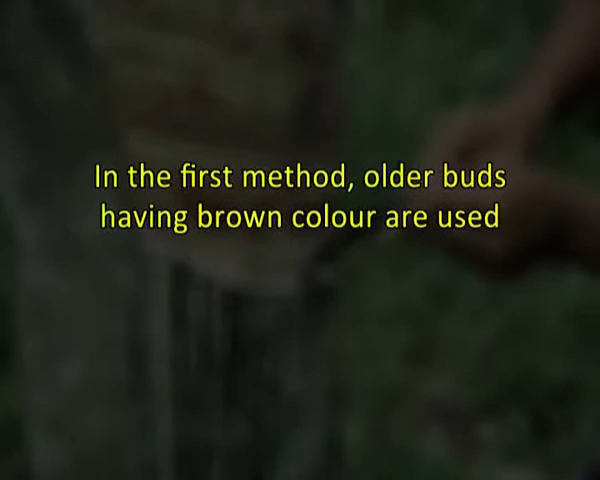 In the first method, older buds
having brown colour are used